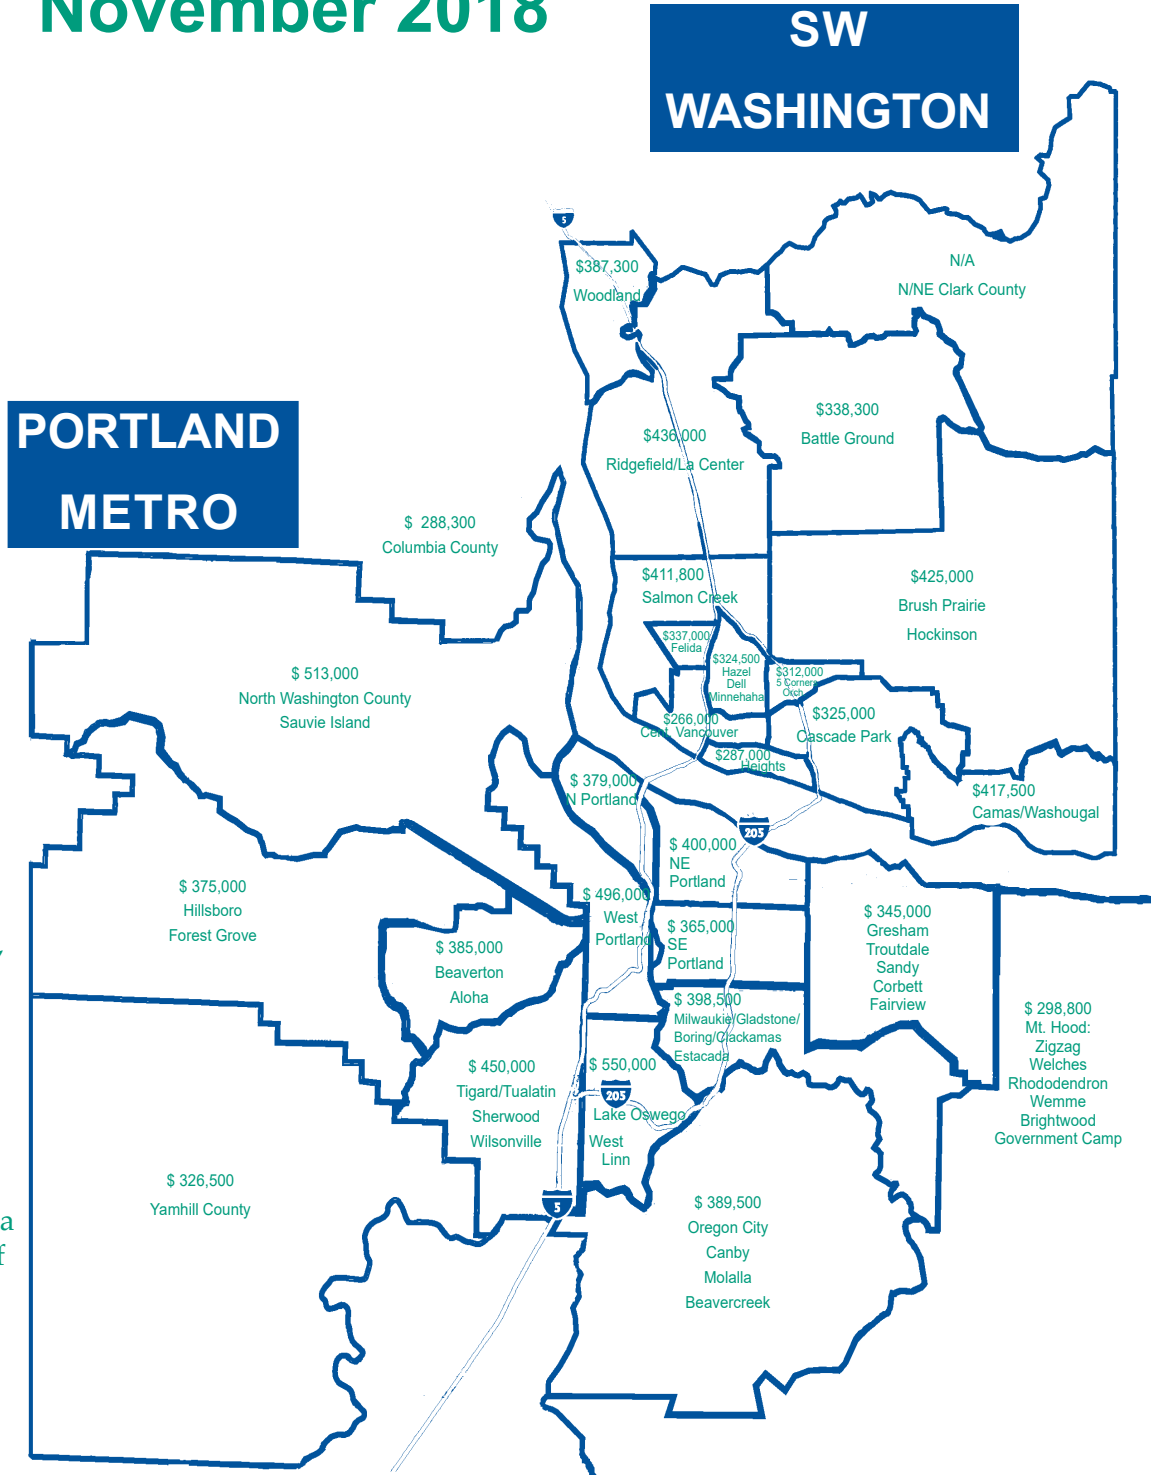 November 2018
SW
WASHINGTON
5
N/A
N/NE Clark County
$387,300
Woodland
$338,300
Battle Ground
$436,000
Ridgefield/La Center
PORTLAND
METRO
$ 288,300
Columbia County
$411,800
Salmon Creek
$425,000
Brush Prairie
Hockinson
$337,000
Felida
$324,500
Hazel
Dell
Minnehaha
$312,000
5 Corners
Orch.
$ 513,000
North Washington County
Sauvie Island
$266,000
Cent. Vancouver
$325,000
Cascade Park
$287,000
Heights
$417,500
Camas/Washougal
$ 379,000
N Portland
205
$ 400,000
NE
Portland
$ 375,000
Hillsboro
Forest Grove
$ 496,000
West
Portland
$ 365,000
SE
Portland
$ 345,000
Gresham
Troutdale
Sandy
Corbett
Fairview
$ 385,000
Beaverton
Aloha
$ 398,500
Milwaukie/Gladstone/
Boring/Clackamas
Estacada
$ 298,800
Mt. Hood:
Zigzag
Welches
Rhododendron
Wemme
Brightwood
Government Camp
$ 450,000
Tigard/Tualatin
Sherwood
Wilsonville
$ 550,000
205
Lake Oswego
West
Linn
$ 326,500
Yamhill County
5
$ 389,500
Oregon City
Canby
Molalla
Beavercreek
a
f